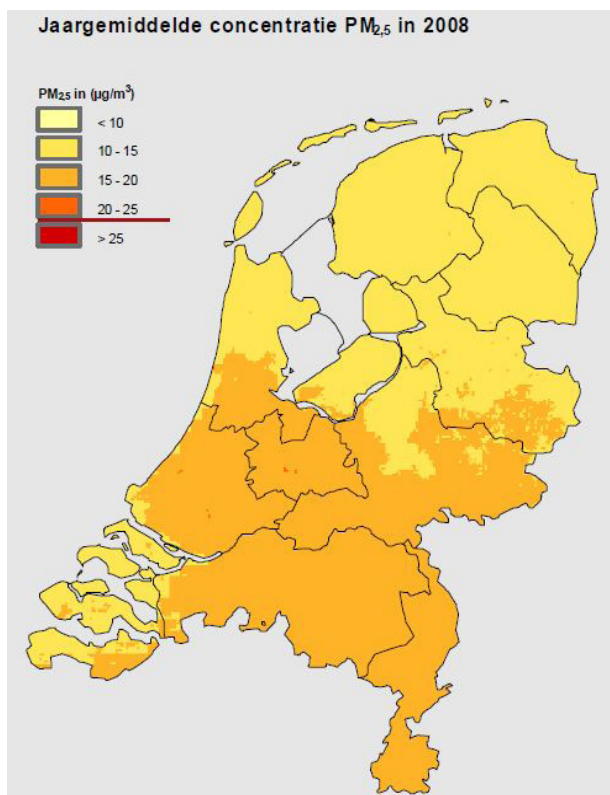 Jaargemiddelde concentratie PM2,5 in 2008
PM2,5 in (µg/m³)
< 10
10 - 15
15 - 20
20 - 25
> 25